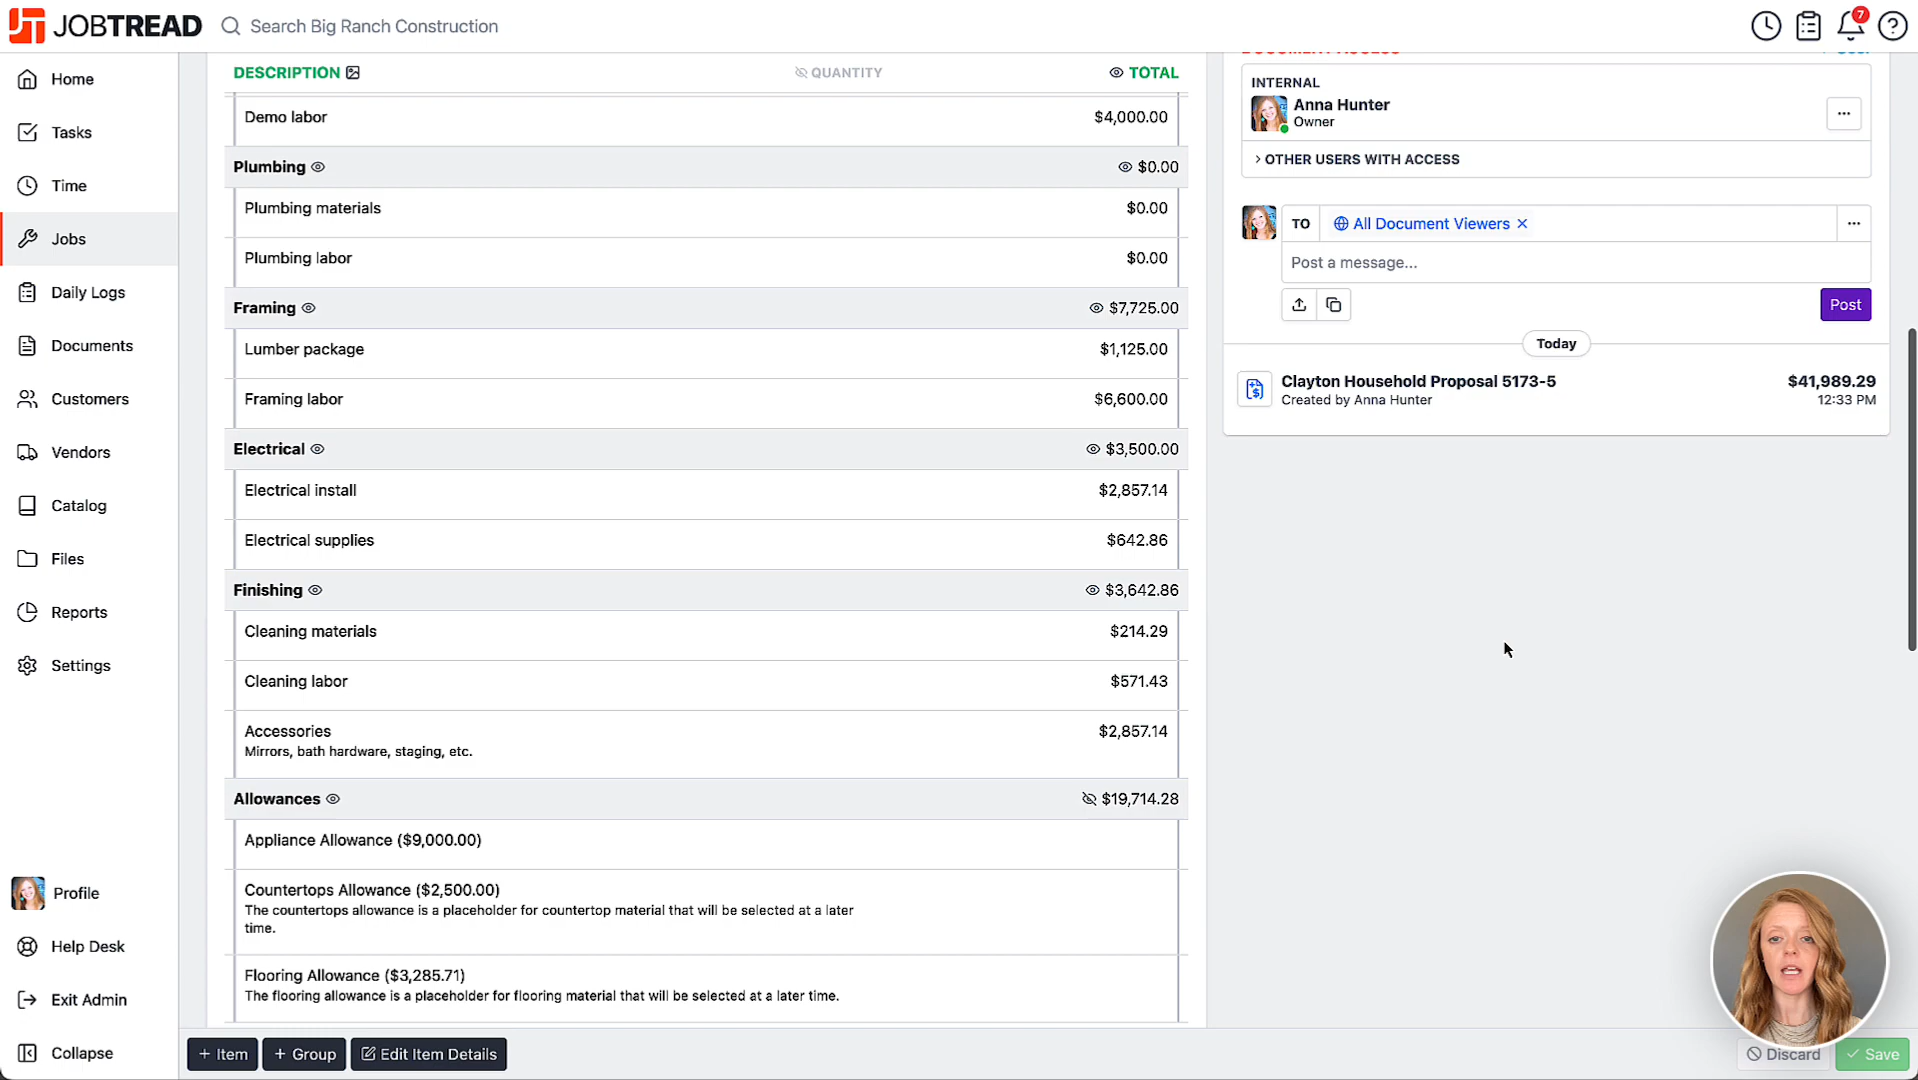 JOBTREAD
Search Big Ranch Construction
7
Home
Tasks
Time
Jobs
Daily Logs
Documents
Customers
Vendors
Catalog
Files
Reports
Settings
Profile
Help Desk
Exit Admin
Collapse
DESCRIPTION QUANTITY TOTAL
Demo labor $4,000.00
Plumbing $0.00
Plumbing materials $0.00
Plumbing labor $0.00
Framing $7,725.00
Lumber package $1,125.00
Framing labor $6,600.00
Electrical $3,500.00
Electrical install $2,857.14
Electrical supplies $642.86
Finishing $3,642.86
Cleaning materials $214.29
Cleaning labor $571.43
Accessories $2,857.14
Mirrors, bath hardware, staging, etc.
Allowances $19,714.28
Appliance Allowance ($9,000.00)
Countertops Allowance ($2,500.00)
The countertops allowance is a placeholder for countertop material that will be selected at a later
time.
Flooring Allowance ($3,285.71)
The flooring allowance is a placeholder for flooring material that will be selected at a later time.
+ Item + Group Edit Item Details
INTERNAL
Anna Hunter
Owner
OTHER USERS WITH ACCESS
TO All Document Viewers
Post a message...
Post
Today
Clayton Household Proposal 5173-5 $41,989.29
Created by Anna Hunter 12:33 PM
Discard Save